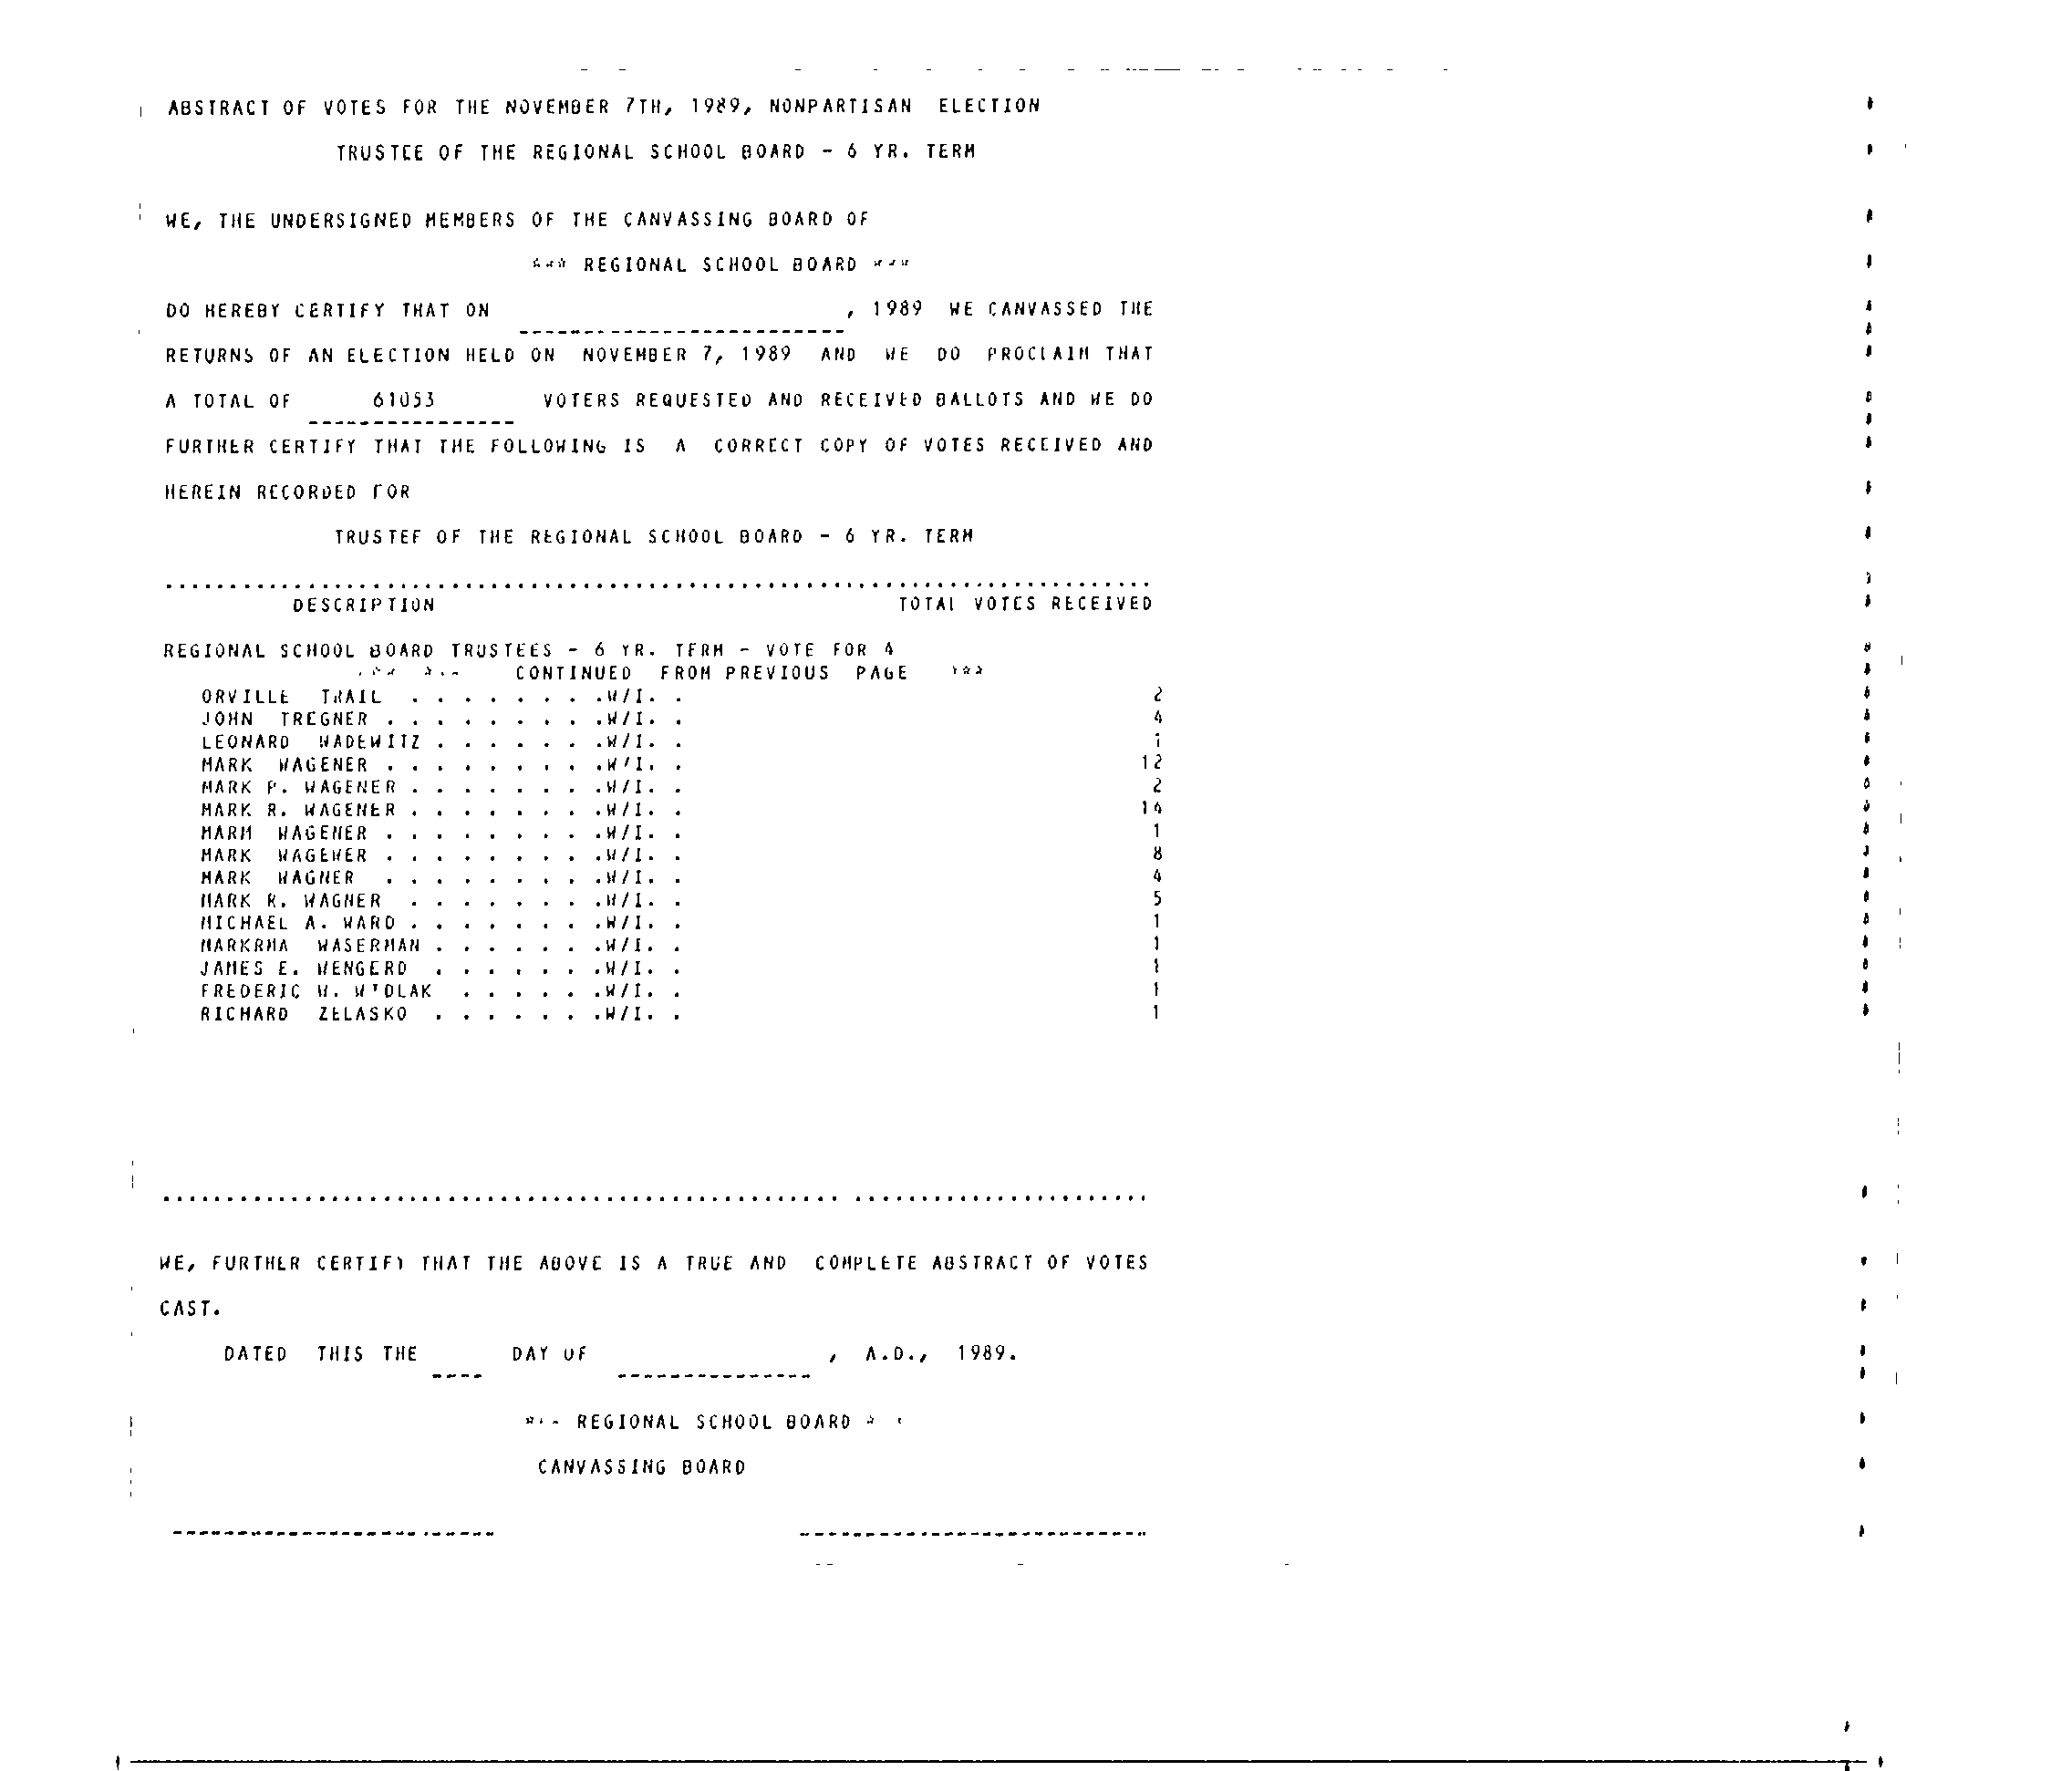 ABSTRACT OF VOTES FOR THE NOVEMBER 7TH, 1989, NONPARTISAN ELECTION
TRUSTEE OF THE REGIONAL SCHOOL BOARD - 6 YR. TERM
WE, THE UNDERSIGNED MEMBERS OF THE CANVASSING BOARD OF
*** REGIONAL SCHOOL BOARD ***
DO HEREBY CERTIFY THAT ON , 1989 WE CANVASSED THE
RETURNS OF AN ELECTION HELD ON NOVEMBER 7, 1989 AND WE DO PROCLAIM THAT
A TOTAL OF 61053 VOTERS REQUESTED AND RECEIVED BALLOTS AND WE DO
FURTHER CERTIFY THAT THE FOLLOWING IS A CORRECT COPY OF VOTES RECEIVED AND
HEREIN RECORDED FOR
TRUSTEE OF THE REGIONAL SCHOOL BOARD - 6 YR. TERM
DESCRIPTION TOTAL VOTES RECEIVED
REGIONAL SCHOOL BOARD TRUSTEES - 6 YR. TERM - VOTE FOR 4
*** *** CONTINUED FROM PREVIOUS PAGE ***
ORVILLE TRAIL . . . . . . . .W/I. . 2
JOHN TREGNER . . . . . . . . .W/I. . 4
LEONARD WADEWITZ . . . . . . .W/I. . 1
MARK WAGENER . . . . . . . . .W/I. . 12
MARK P. WAGENER . . . . . . . .W/I. . 2
MARK R. WAGENER . . . . . . . .W/I. . 14
MARM WAGENER . . . . . . . . .W/I. . 1
MARK WAGEWER . . . . . . . . .W/I. . 8
MARK WAGNER . . . . . . . . .W/I. . 4
MARK R. WAGNER . . . . . . . .W/I. . 5
MICHAEL A. WARD . . . . . . . .W/I. . 1
MARKRMA WASERMAN . . . . . . .W/I. . 1
JAMES E. WENGERD . . . . . . .W/I. . 1
FREDERIC W. WIDLAK . . . . . .W/I. . 1
RICHARD ZELASKO . . . . . . .W/I. . 1
WE, FURTHER CERTIFY THAT THE ABOVE IS A TRUE AND COMPLETE ABSTRACT OF VOTES
CAST.
DATED THIS THE DAY OF , A.D., 1989.
*** REGIONAL SCHOOL BOARD ***
CANVASSING BOARD